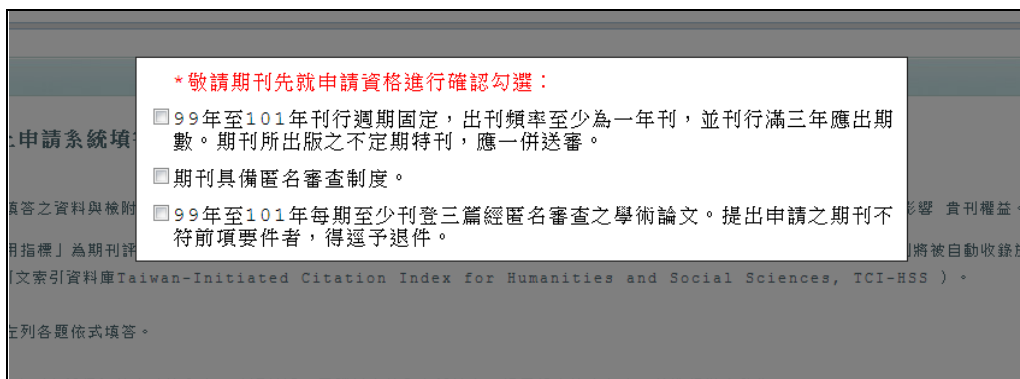 *敬請期刊先就申請資格進行確認勾選：
99年至101年刊行週期固定，出刊頻率至少為一年刊，並刊行滿三年應出期
數。期刊所出版之不定期特刊，應一併送審。
期刊具備匿名審查制度。
99年至101年每期至少刊登三篇經匿名審查之學術論文。提出申請之期刊不
符前項要件者，得逕予退件。
申請系統填
填答之資料與檢附
影響 貴刊權益。
用指標」為期刊評
將被自動收錄於
引文索引資料庫Taiwan-Initiated Citation Index for Humanities and Social Sciences, TCI-HSS ）。
左列各題依式填答。